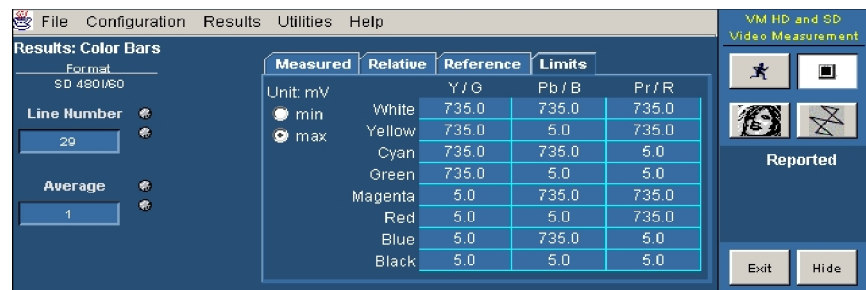 File Configuration Results Utilities Help
VM HD and SD
Video Measurement
Results: Color Bars
Format
SD 480I/60
Line Number
29
Average
1
Measured Relative Reference Limits
Unit: mV
min
max
Y / G Pb / B Pr / R
White 735.0 735.0 735.0
Yellow 735.0 5.0 735.0
Cyan 735.0 735.0 5.0
Green 735.0 5.0 5.0
Magenta 5.0 735.0 735.0
Red 5.0 5.0 735.0
Blue 5.0 735.0 5.0
Black 5.0 5.0 5.0
Reported
Exit Hide